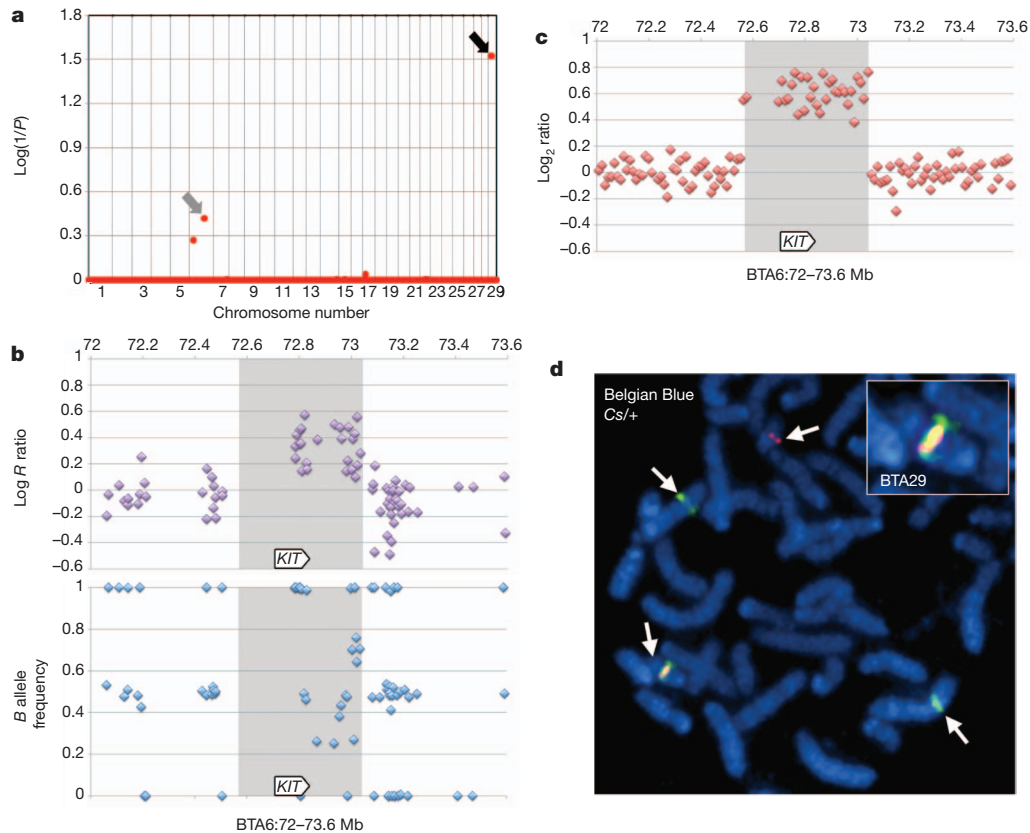 a
1.8
1.5
1.2
0.9
0.6
0.3
0
Log(1/P)
1 3 5 7 9 11 13 15 17 19 21 23 25 27 29
Chromosome number
b
72 72.2 72.4 72.6 72.8 73 73.2 73.4 73.6
1
0.8
0.6
0.4
0.2
0
−0.2
−0.4
−0.6
Log R ratio
KIT
1
0.8
0.6
0.4
0.2
0
B allele
frequency
KIT
BTA6:72–73.6 Mb
c
72 72.2 72.4 72.6 72.8 73 73.2 73.4 73.6
1
0.8
0.6
0.4
0.2
0
−0.2
−0.4
−0.6
Log2 ratio
KIT
BTA6:72–73.6 Mb
d
Belgian Blue
Cs/+
BTA29